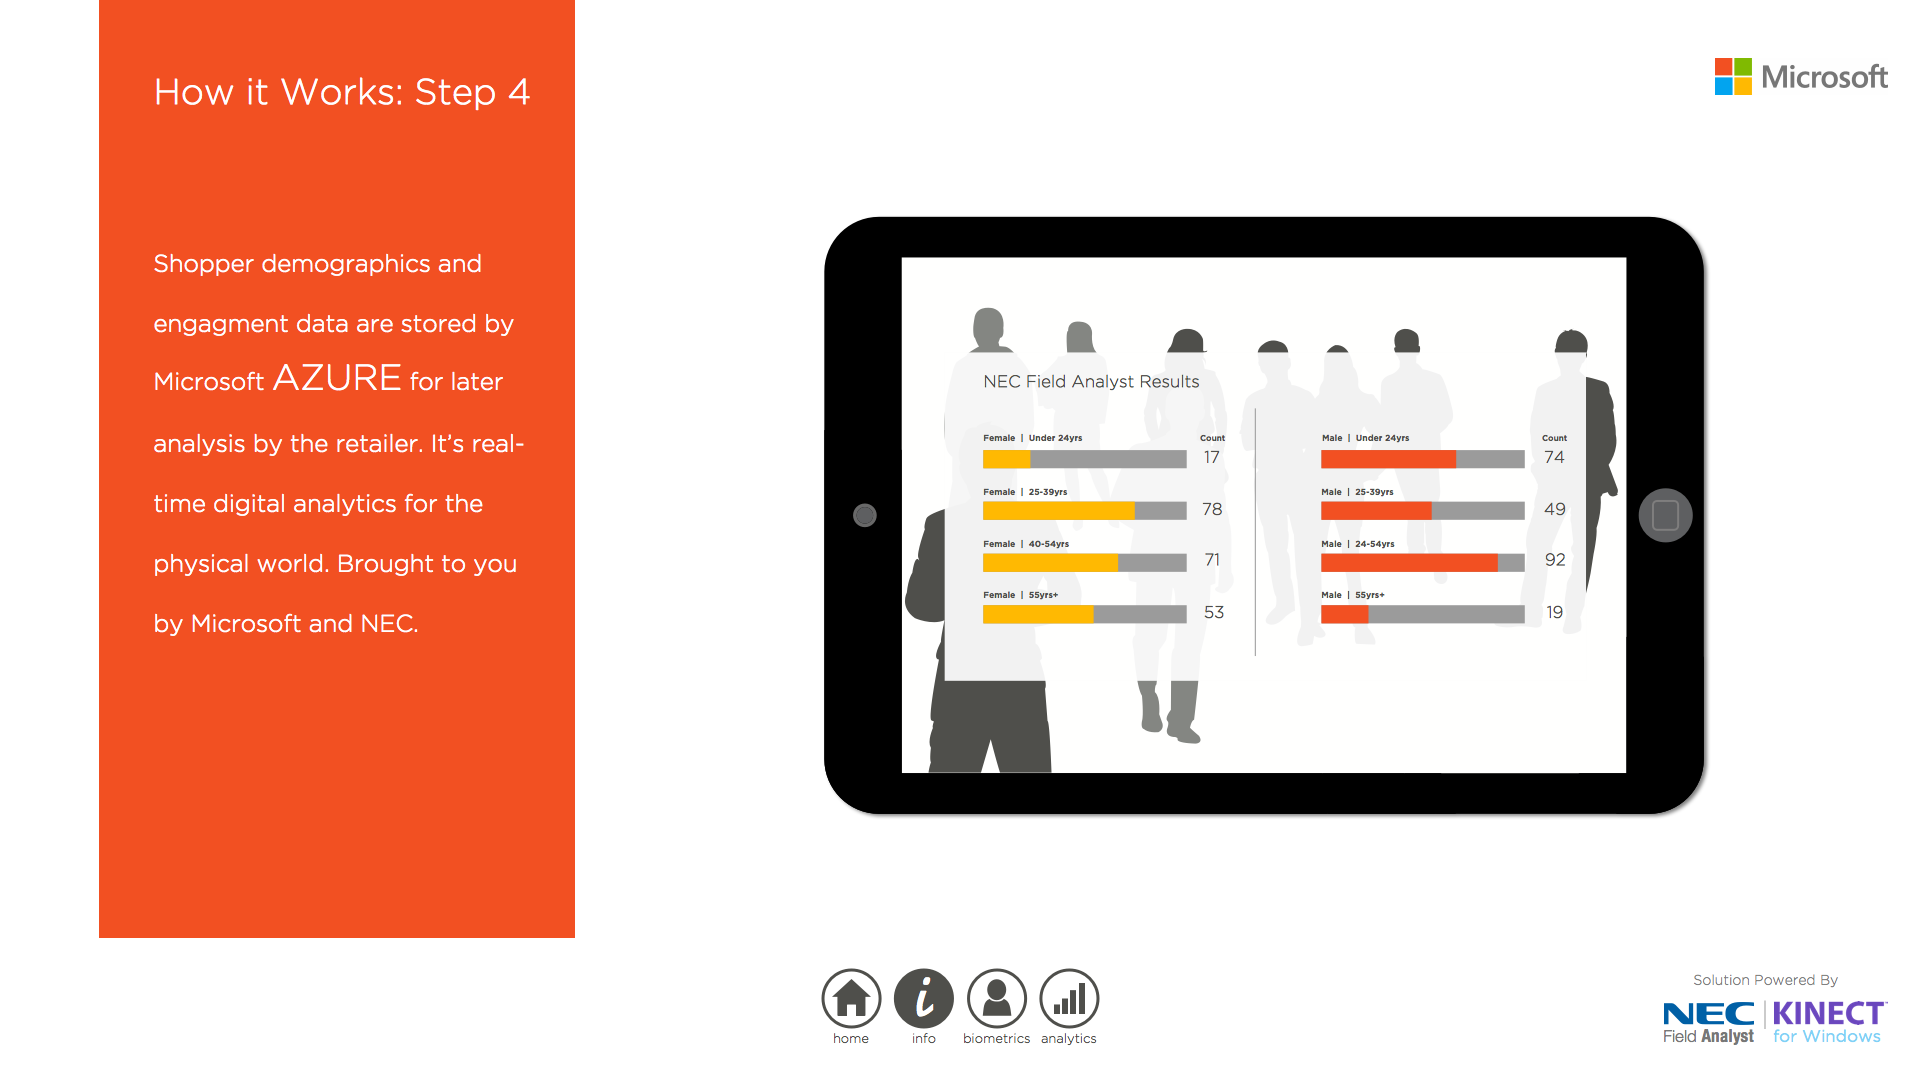 How it Works: Step 4
Shopper demographics and
engagment data are stored by
Microsoft AZURE for later
analysis by the retailer. It's real-
time digital analytics for the
physical world. Brought to you
by Microsoft and NEC.
Microsoft
NEC Field Analyst Results
Female | Under 24yrs Count
17
Female | 25-39yrs
78
Female | 40-54yrs
71
Female | 55yrs+
53
Male | Under 24yrs Count
74
Male | 25-39yrs
49
Male | 24-54yrs
92
Male | 55yrs+
19
home info biometrics analytics
Solution Powered By
NEC
Field Analyst
KINECT
for Windows